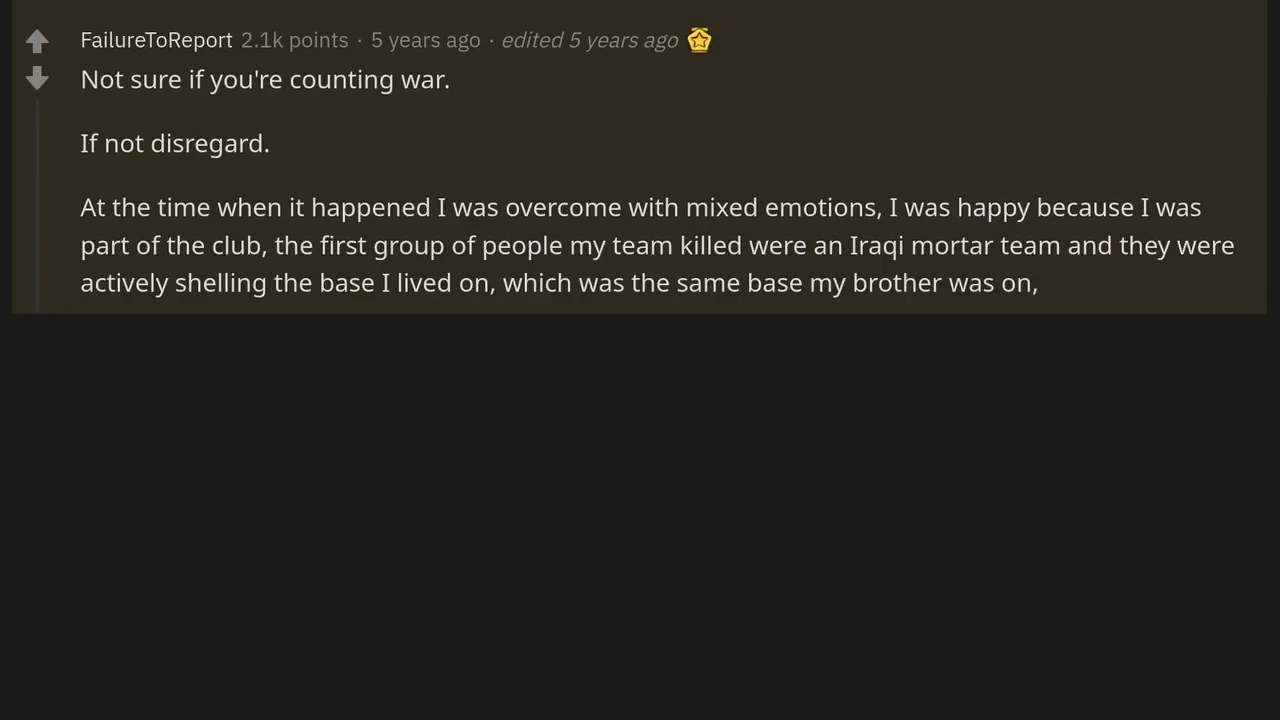 FailureToReport 2.1k points · 5 years ago · edited 5 years ago
Not sure if you're counting war.
If not disregard.
At the time when it happened I was overcome with mixed emotions, I was happy because I was
part of the club, the first group of people my team killed were an Iraqi mortar team and they were
actively shelling the base I lived on, which was the same base my brother was on,